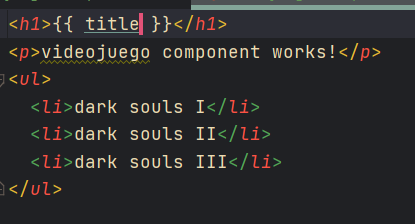 <h1>{{ title }}</h1>
<p>videojuego component works!</p>
<ul>
<li>dark souls I</li>
<li>dark souls II</li>
<li>dark souls III</li>
</ul>